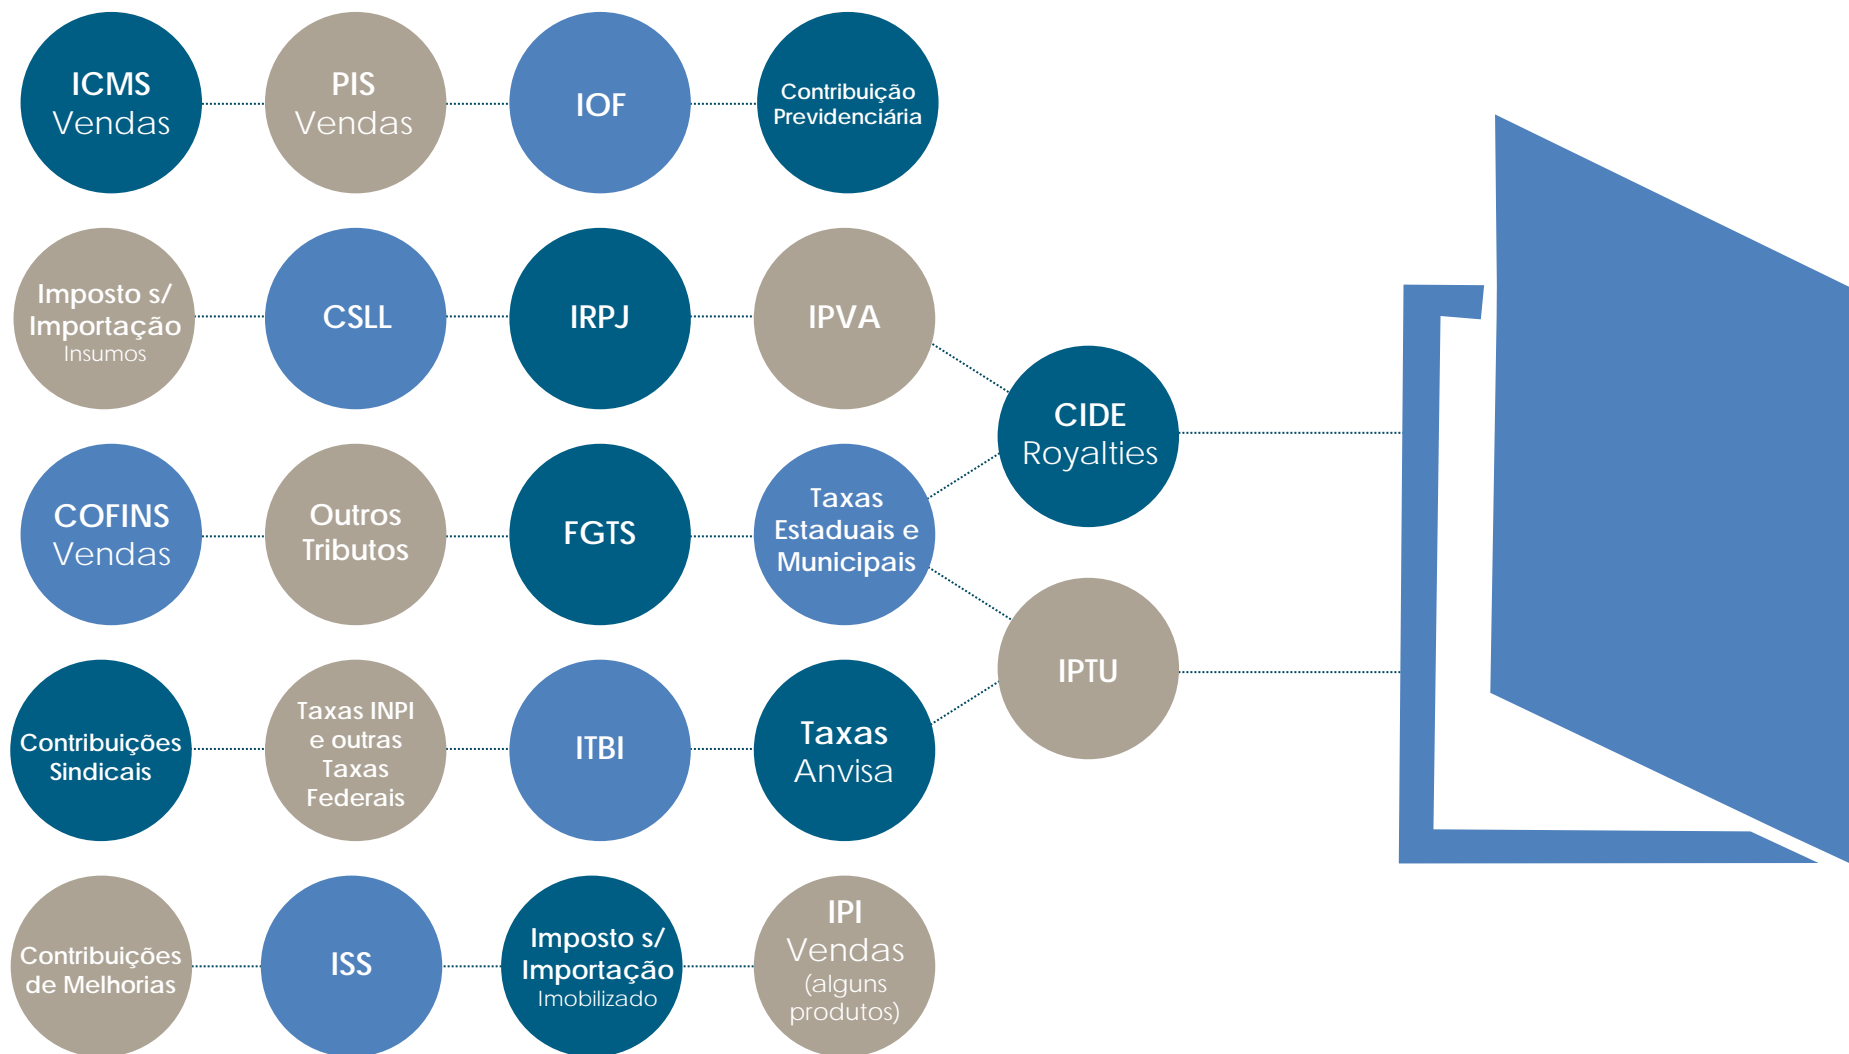 ICMS
Vendas
PIS
Vendas
IOF
Contribuição
Previdenciária
Imposto s/
Importação
Insumos
CSLL
IRPJ
IPVA
CIDE
Royalties
COFINS
Vendas
Outros
Tributos
FGTS
Taxas
Estaduais e
Municipais
IPTU
Contribuições
Sindicais
Taxas INPI
e outras
Taxas
Federais
ITBI
Taxas
Anvisa
Contribuições
de Melhorias
ISS
Imposto s/
Importação
Imobilizado
IPI
Vendas
(alguns
produtos)